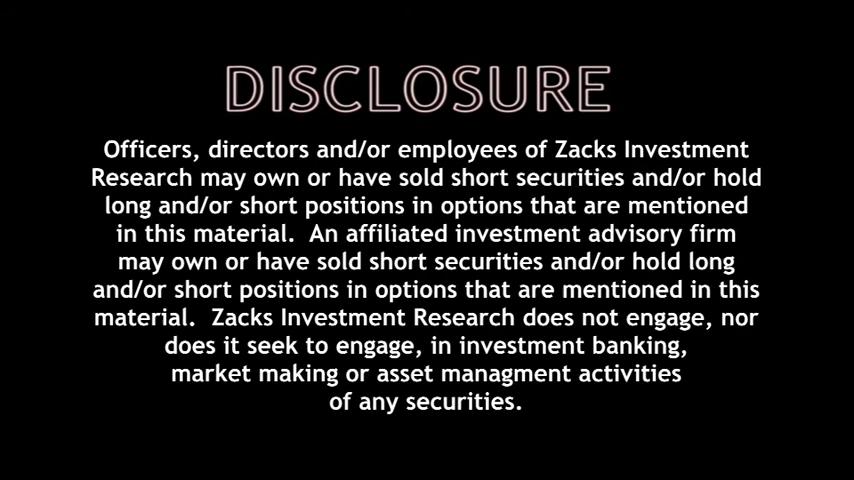 DISCLOSURE
Officers, directors and/or employees of Zacks Investment
Research may own or have sold short securities and/or hold
long and/or short positions in options that are mentioned
in this material.  An affiliated investment advisory firm
may own or have sold short securities and/or hold long
and/or short positions in options that are mentioned in this
material.  Zacks Investment Research does not engage, nor
does it seek to engage, in investment banking,
market making or asset managment activities
of any securities.